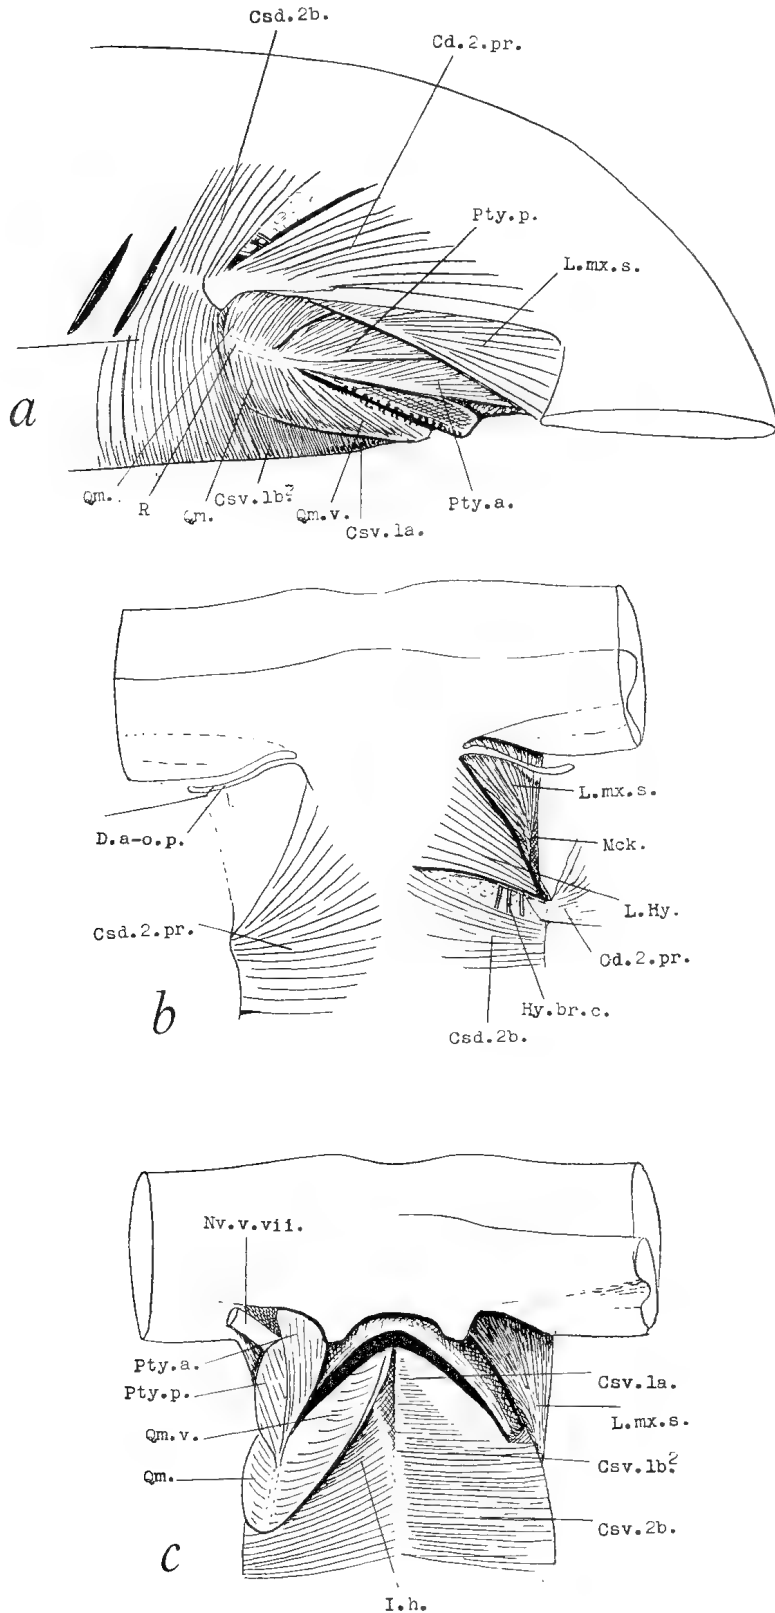 Csd.2b.
Cd.2.pr.
Pty.p.
L.mx.s.
a
Qm.
R
Qm.
Csv.1b?
Qm.v.
Csv.1a.
Pty.a.
D.a-o.p.
L.mx.s.
Mck.
L.Hy.
Csd.2.pr.
Cd.2.pr.
b
Hy.br.c.
Csd.2b.
Nv.v.vii.
Pty.a.
Pty.p.
Csv.1a.
L.mx.s.
Qm.v.
Csv.1b?
Qm.
Csv.2b.
c
I.h.